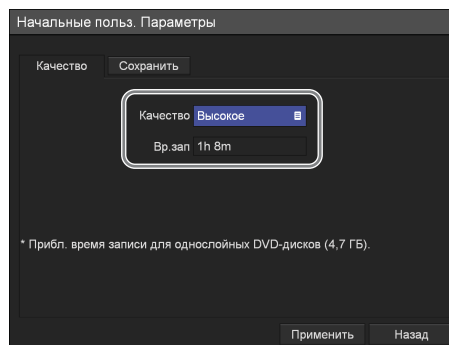 Начальные польз. Параметры
Качество Сохранить
Качество Высокое
Вр.зап 1h 8m
* Прибл. время записи для однослойных DVD-дисков (4,7 ГБ).
Применить Назад